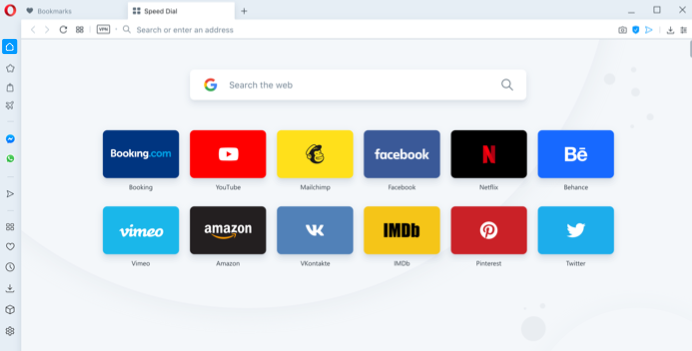 Bookmarks
Speed Dial
VPN
Search or enter an address
Search the web
Booking.com
facebook
N
Bē
Booking
YouTube
Mailchimp
Facebook
Netflix
Behance
vimeo
amazon
IMDb
Vimeo
Amazon
VKontakte
IMDb
Pinterest
Twitter